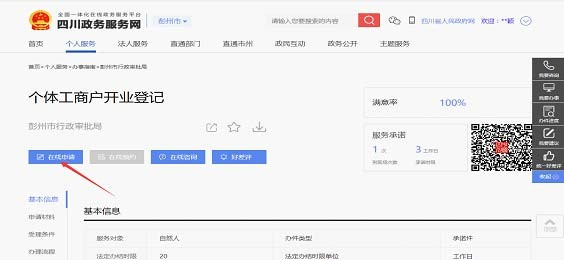 全国一体化在线政务服务平台
四川政务服务网
彭州市
请输入您要搜索的内容
四川省人民政府网
欢迎：**颖
首页 个人服务 法人服务 直通部门 直通市州 政民互动 政务公开 主题服务
首页>个人服务>办事指南>彭州市行政审批局
个体工商户开业登记
彭州市行政审批局
在线申请 在线预约 在线咨询 好差评
满意率 100%
服务承诺
1 次 3 工作日
到现场次数 承诺时限
我要咨询
我要办事
办件进度
我要建议
统一好差评
收起
顶部
基本信息
申请材料
受理条件
办理流程
基本信息
服务对象 自然人 办件类型 承诺件
法定办结时限 20 法定办结时限单位 工作日